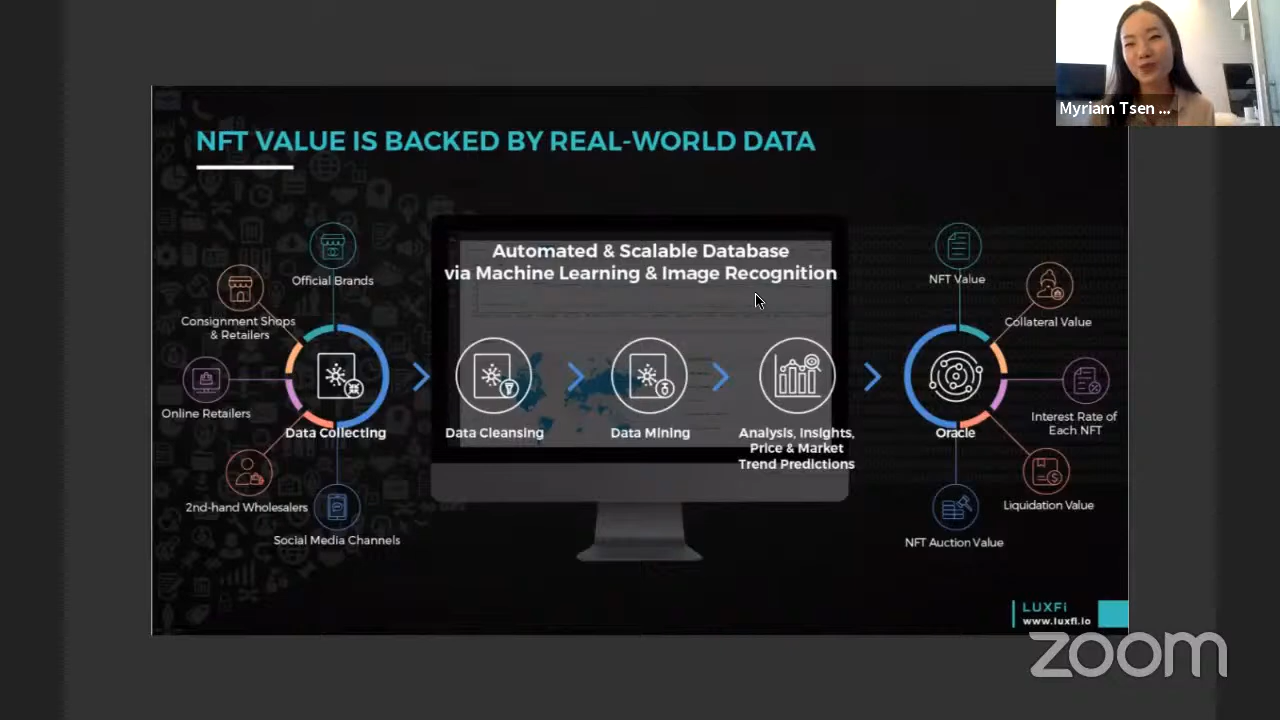 Myriam Tsen ...
NFT VALUE IS BACKED BY REAL-WORLD DATA
Automated & Scalable Database
via Machine Learning & Image Recognition
Official Brands
Consignment Shops
& Retailers
Online Retailers
2nd-hand Wholesalers
Social Media Channels
Data Collecting
Data Cleansing
Data Mining
Analysis, Insights,
Price & Market
Trend Predictions
Oracle
NFT Value
Collateral Value
Interest Rate of
Each NFT
Liquidation Value
NFT Auction Value
LUXFi
www.luxfi.io
zoom